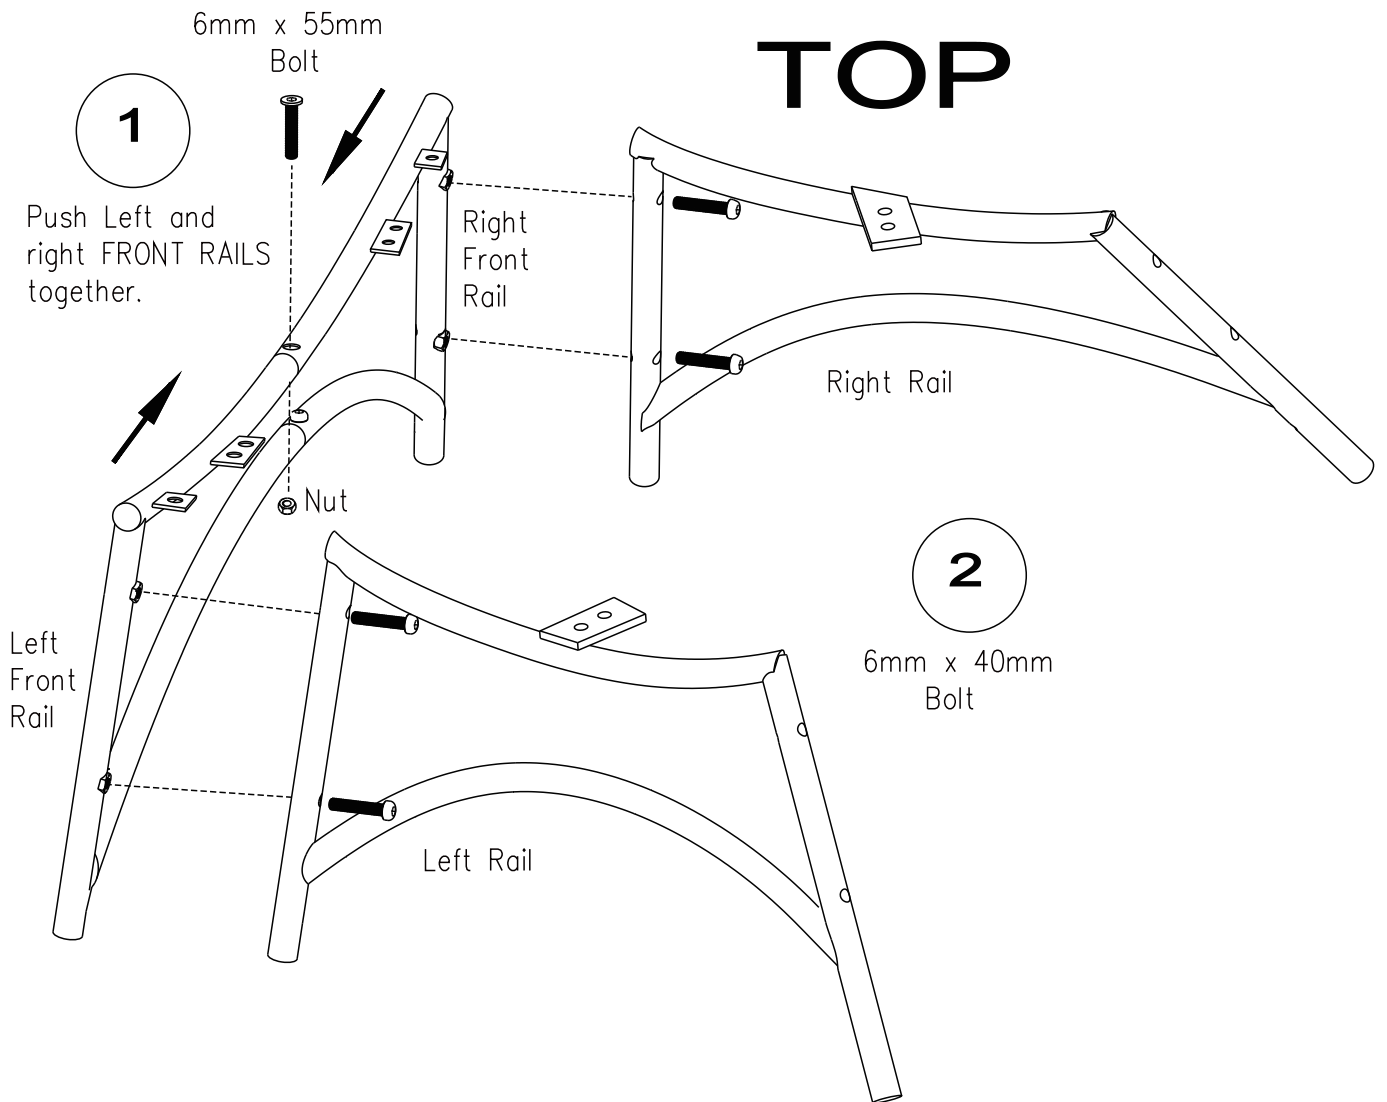 6mm x 55mm
Bolt
TOP
1
Push Left and
right FRONT RAILS
together.
Right
Front
Rail
Right Rail
Nut
2
6mm x 40mm
Bolt
Left
Front
Rail
Left Rail